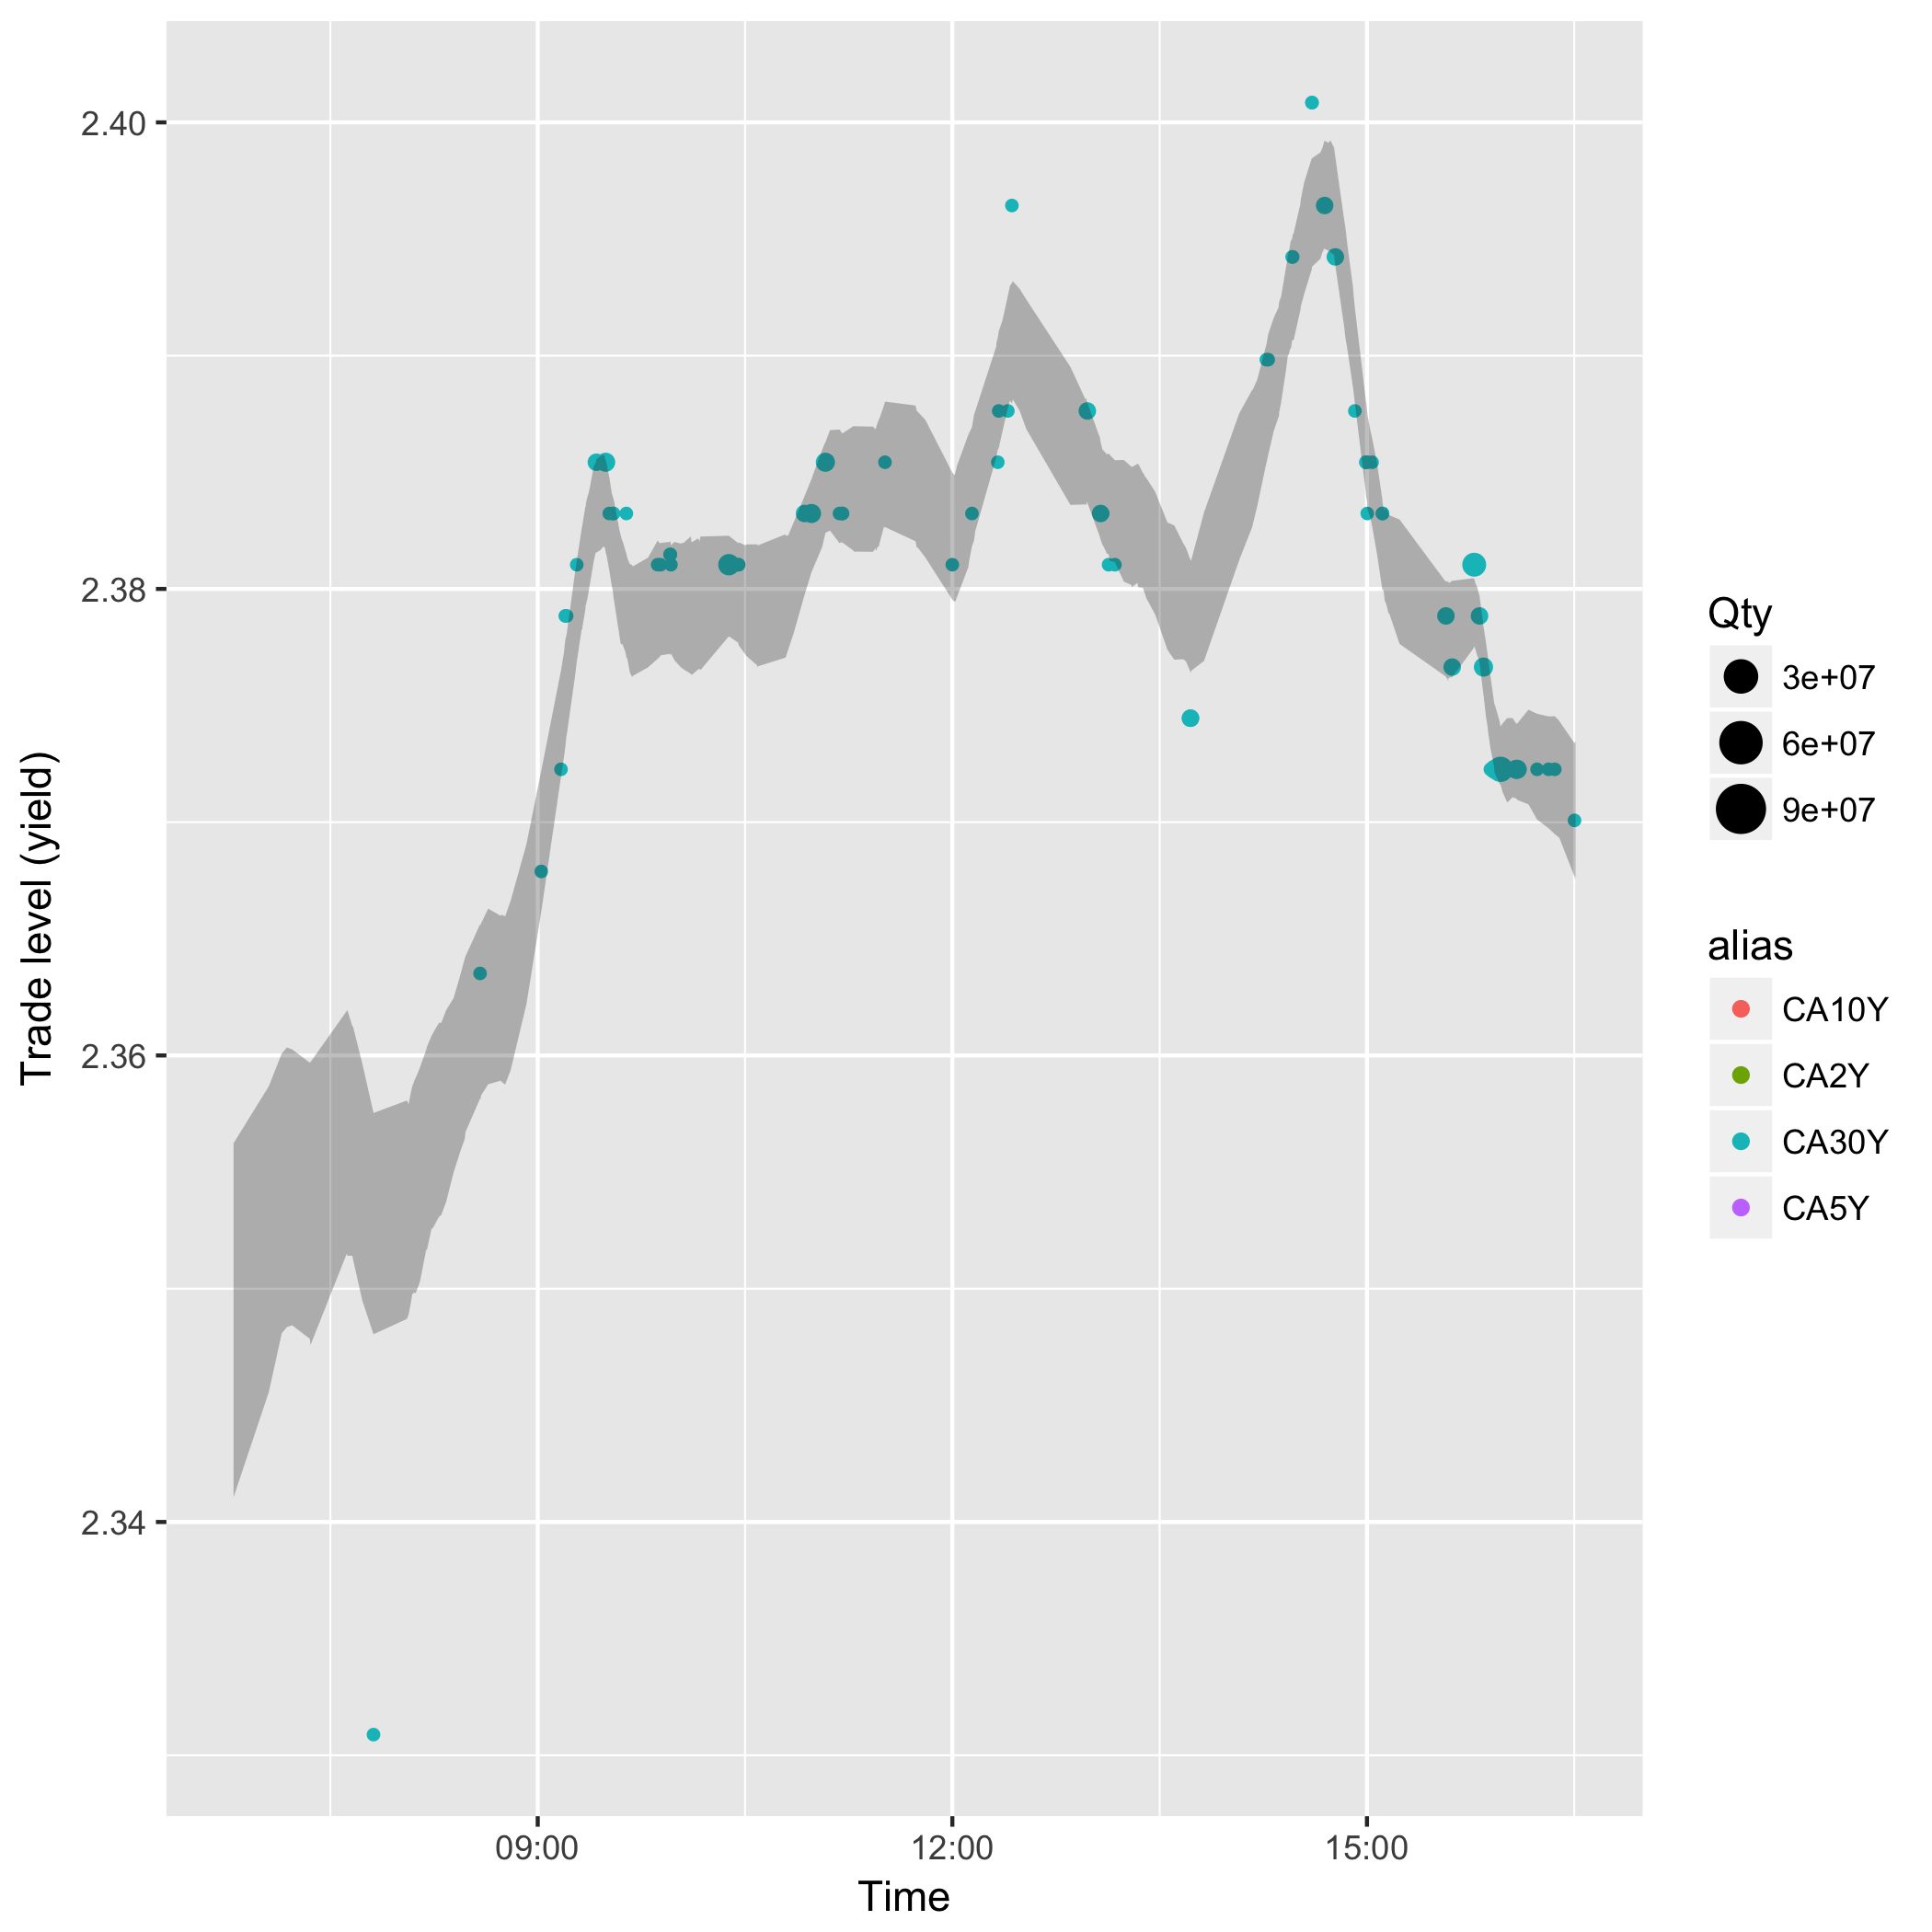 2.40
2.38
2.36
2.34
Trade level (yield)
09:00
12:00
15:00
Time
Qty
3e+07
6e+07
9e+07
alias
CA10Y
CA2Y
CA30Y
CA5Y